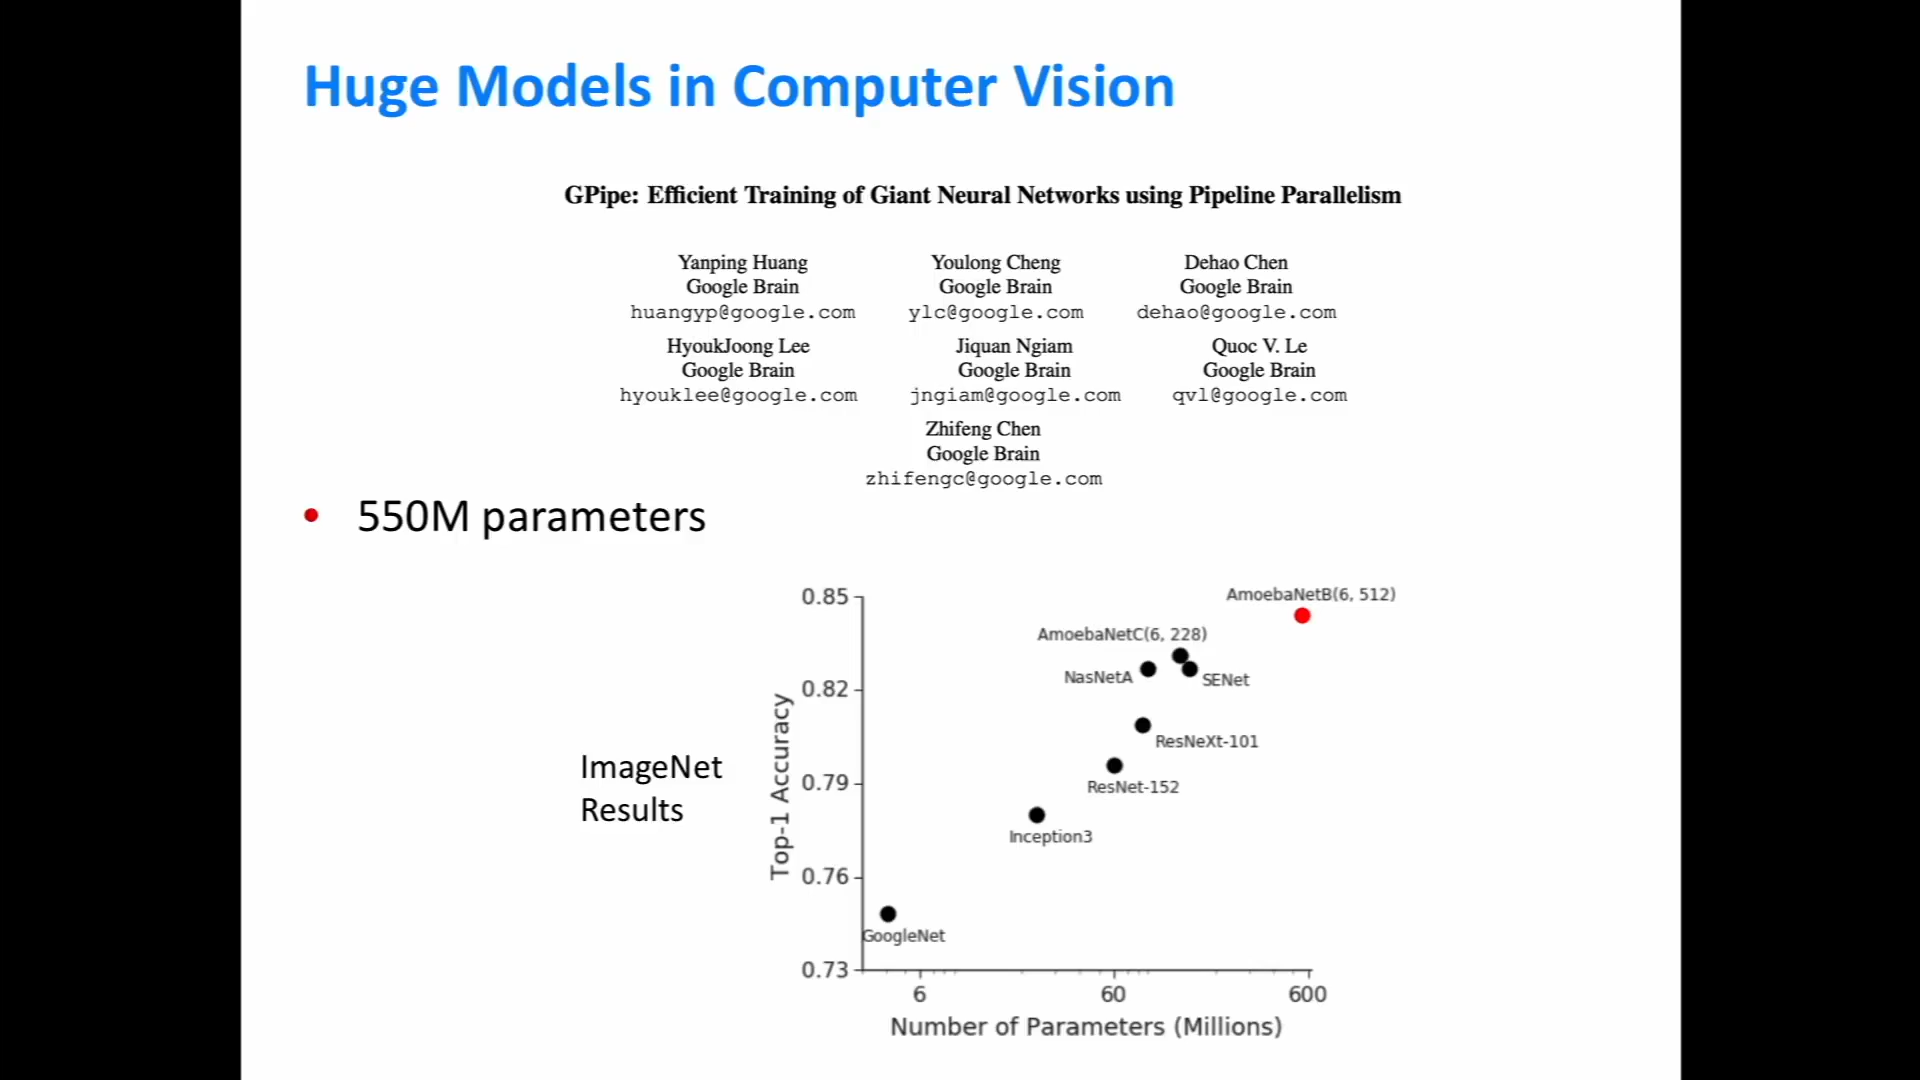 Huge Models in Computer Vision
GPipe: Efficient Training of Giant Neural Networks using Pipeline Parallelism
Yanping Huang
Google Brain
huangyp@google.com
Youlong Cheng
Google Brain
ylc@google.com
Dehao Chen
Google Brain
dehao@google.com
HyoukJoong Lee
Google Brain
hyouklee@google.com
Jiquan Ngiam
Google Brain
jngiam@google.com
Quoc V. Le
Google Brain
qvl@google.com
Zhifeng Chen
Google Brain
zhifengc@google.com
• 550M parameters
ImageNet
Results
Top-1 Accuracy
0.85
0.82
0.79
0.76
0.73
AmoebaNetB(6, 512)
AmoebaNetC(6, 228)
NasNetA
SENet
ResNeXt-101
ResNet-152
Inception3
GoogleNet
6
60
600
Number of Parameters (Millions)